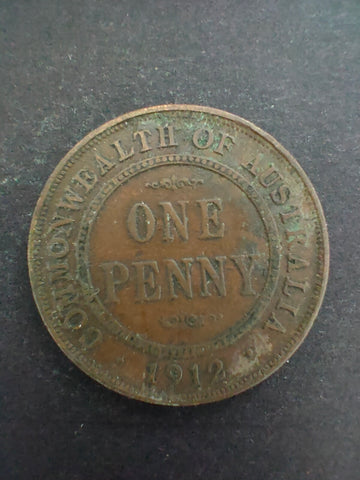 COMMONWEALTH OF AUSTRALIA
ONE
PENNY
1912